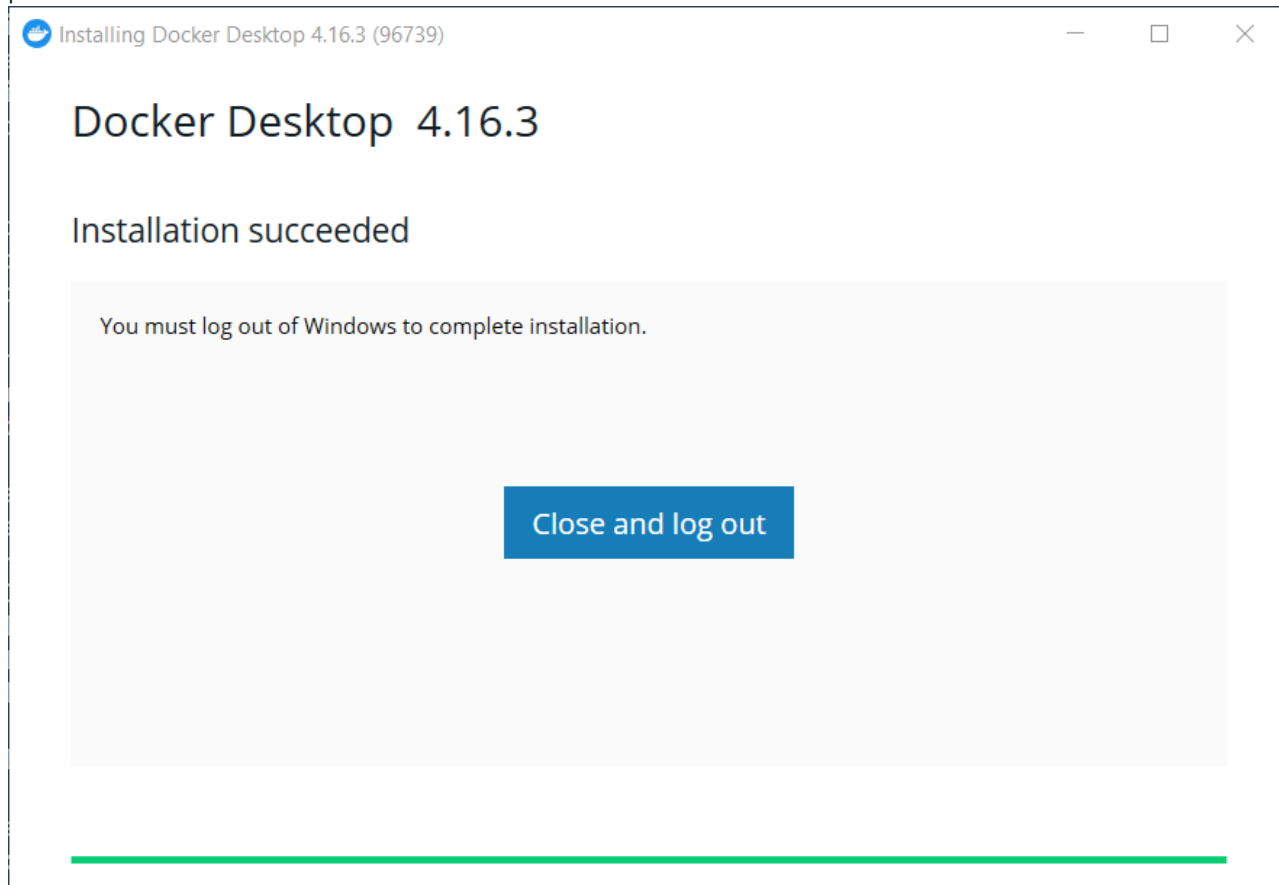 Installing Docker Desktop 4.16.3 (96739)
Docker Desktop 4.16.3
Installation succeeded
You must log out of Windows to complete installation.
Close and log out